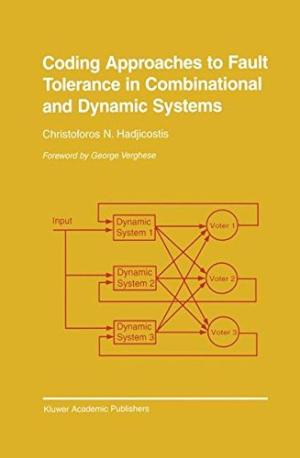 Coding Approaches to Fault
Tolerance in Combinational
and Dynamic Systems
Christoforos N. Hadjicostis
Foreword by George Verghese
Input
Dynamic
System 1
Voter 1
Dynamic
System 2
Voter 2
Dynamic
System 3
Voter 3
Kluwer Academic Publishers